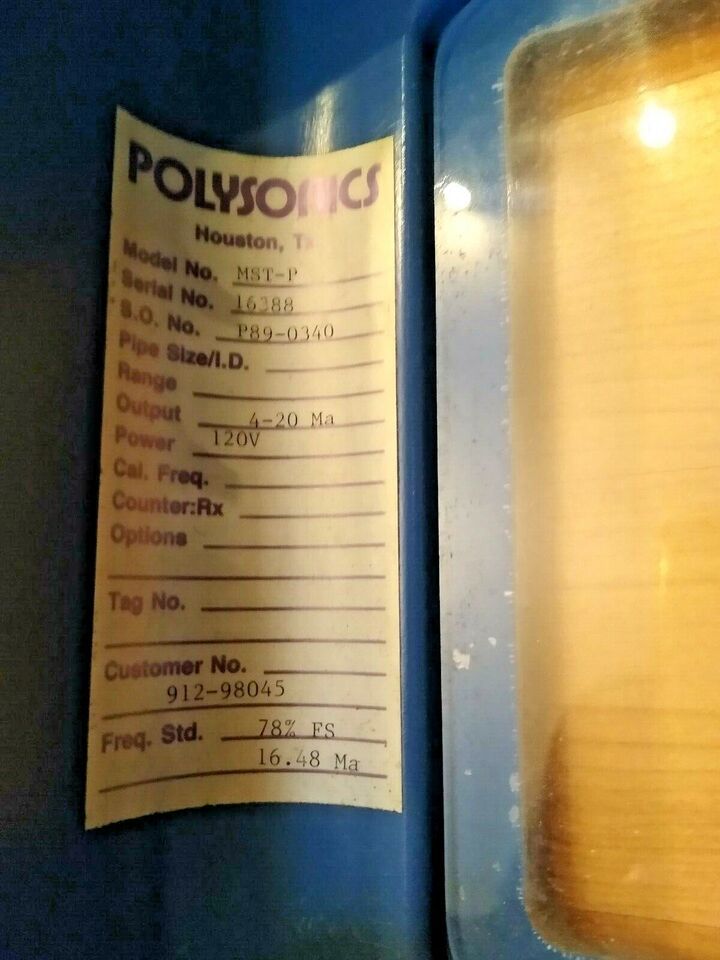 POLYSONICS
Houston, Tx
Model No. MST-P
Serial No. 16388
S.O. No. P89-0340
Pipe Size/I.D.
Range
Output 4-20 Ma
Power 120V
Cal. Freq.
Counter:Rx
Options
Tag No.
Customer No.
912-98045
Freq. Std. 78% FS
16.48 Ma